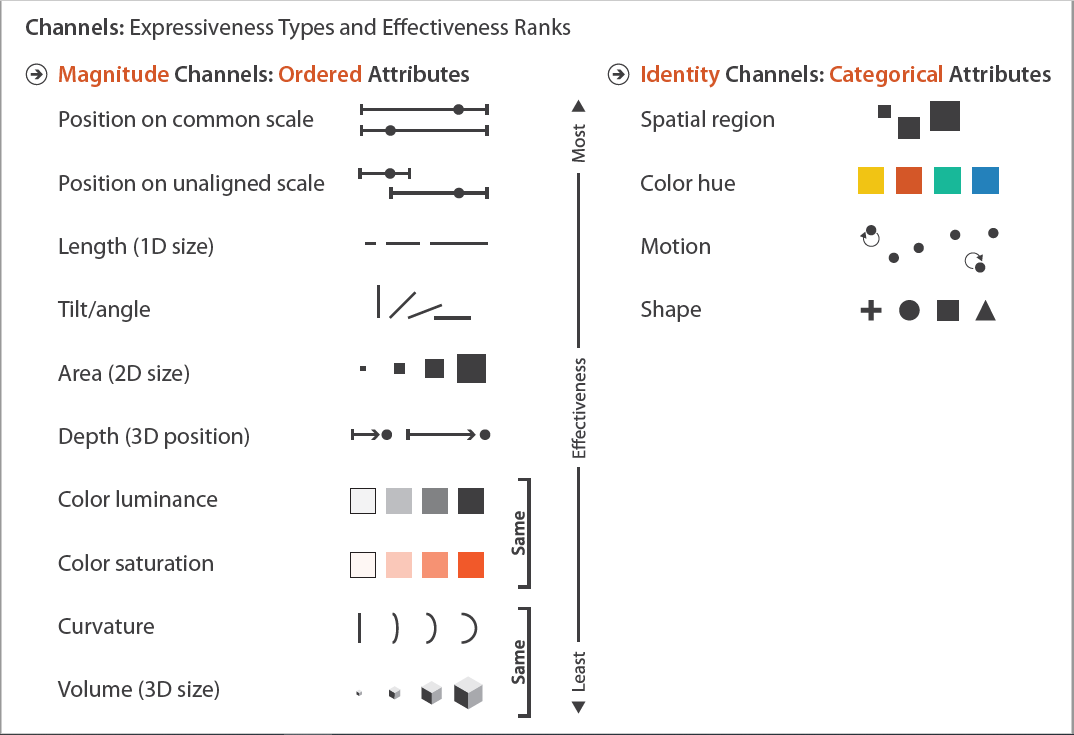 Channels: Expressiveness Types and Effectiveness Ranks
Magnitude Channels: Ordered Attributes
Position on common scale
Position on unaligned scale
Length (1D size)
Tilt/angle
Area (2D size)
Depth (3D position)
Color luminance
Color saturation
Curvature
Volume (3D size)
Same
Same
Most
Effectiveness
Least
Identity Channels: Categorical Attributes
Spatial region
Color hue
Motion
Shape